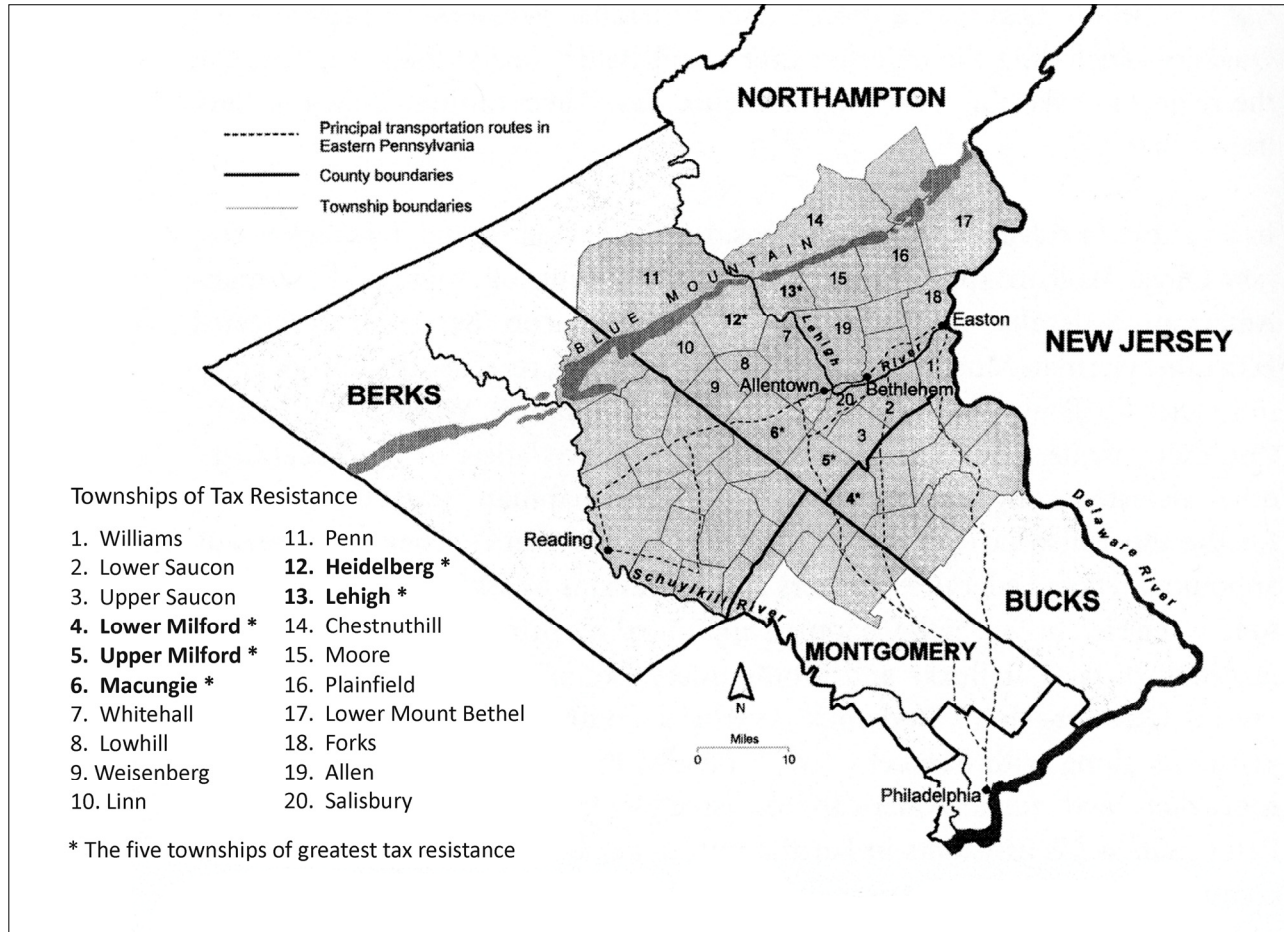 NORTHAMPTON
Principal transportation routes in
Eastern Pennsylvania
County boundaries
Township boundaries
14
17
BLUE MOUNTAIN
16
11
15
13*
18
12*
Lehigh
River
19
Easton
7
10
NEW JERSEY
8
1
Allentown
Bethlehem
9
20
BERKS
2
6*
3
5*
4*
Delaware River
Reading
Schuylkill River
BUCKS
MONTGOMERY
N
Miles
0 10
Philadelphia
Townships of Tax Resistance
1. Williams
2. Lower Saucon
3. Upper Saucon
4. Lower Milford *
5. Upper Milford *
6. Macungie *
7. Whitehall
8. Lowhill
9. Weisenberg
10. Linn
11. Penn
12. Heidelberg *
13. Lehigh *
14. Chestnuthill
15. Moore
16. Plainfield
17. Lower Mount Bethel
18. Forks
19. Allen
20. Salisbury
* The five townships of greatest tax resistance